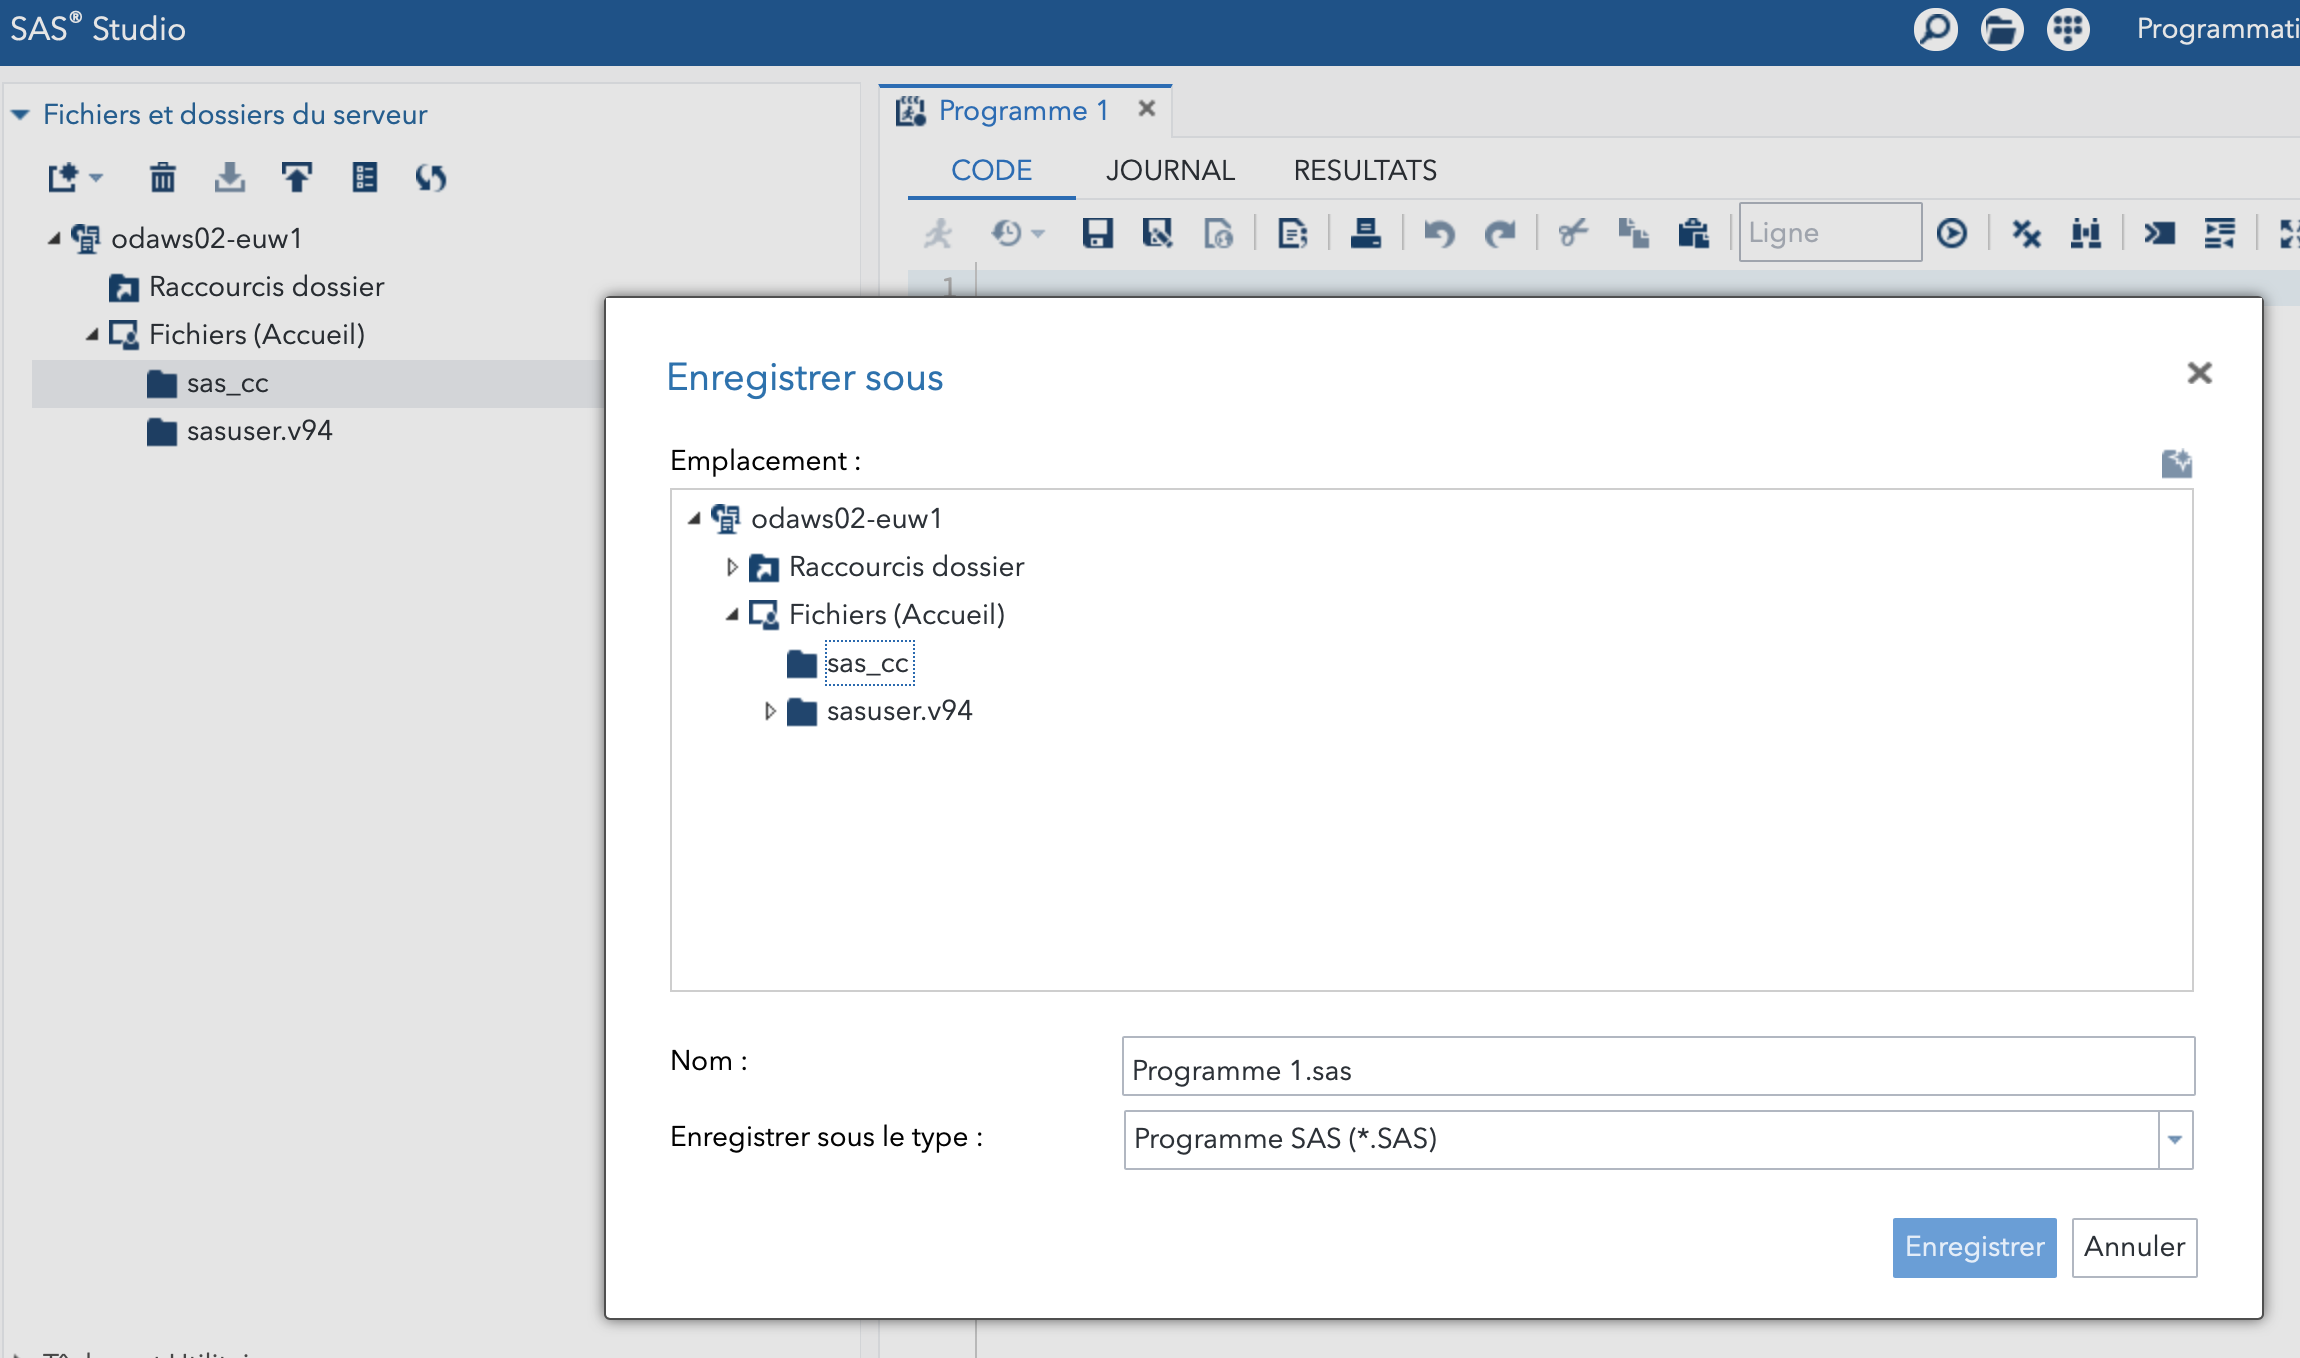 SAS® Studio
Programmati
Fichiers et dossiers du serveur
odaws02-euw1
Raccourcis dossier
Fichiers (Accueil)
sas_cc
sasuser.v94
Programme 1
CODE JOURNAL RESULTATS
Ligne
1
Enregistrer sous
Emplacement :
odaws02-euw1
Raccourcis dossier
Fichiers (Accueil)
sas_cc
sasuser.v94
Nom :
Programme 1.sas
Enregistrer sous le type :
Programme SAS (*.SAS)
Enregistrer Annuler